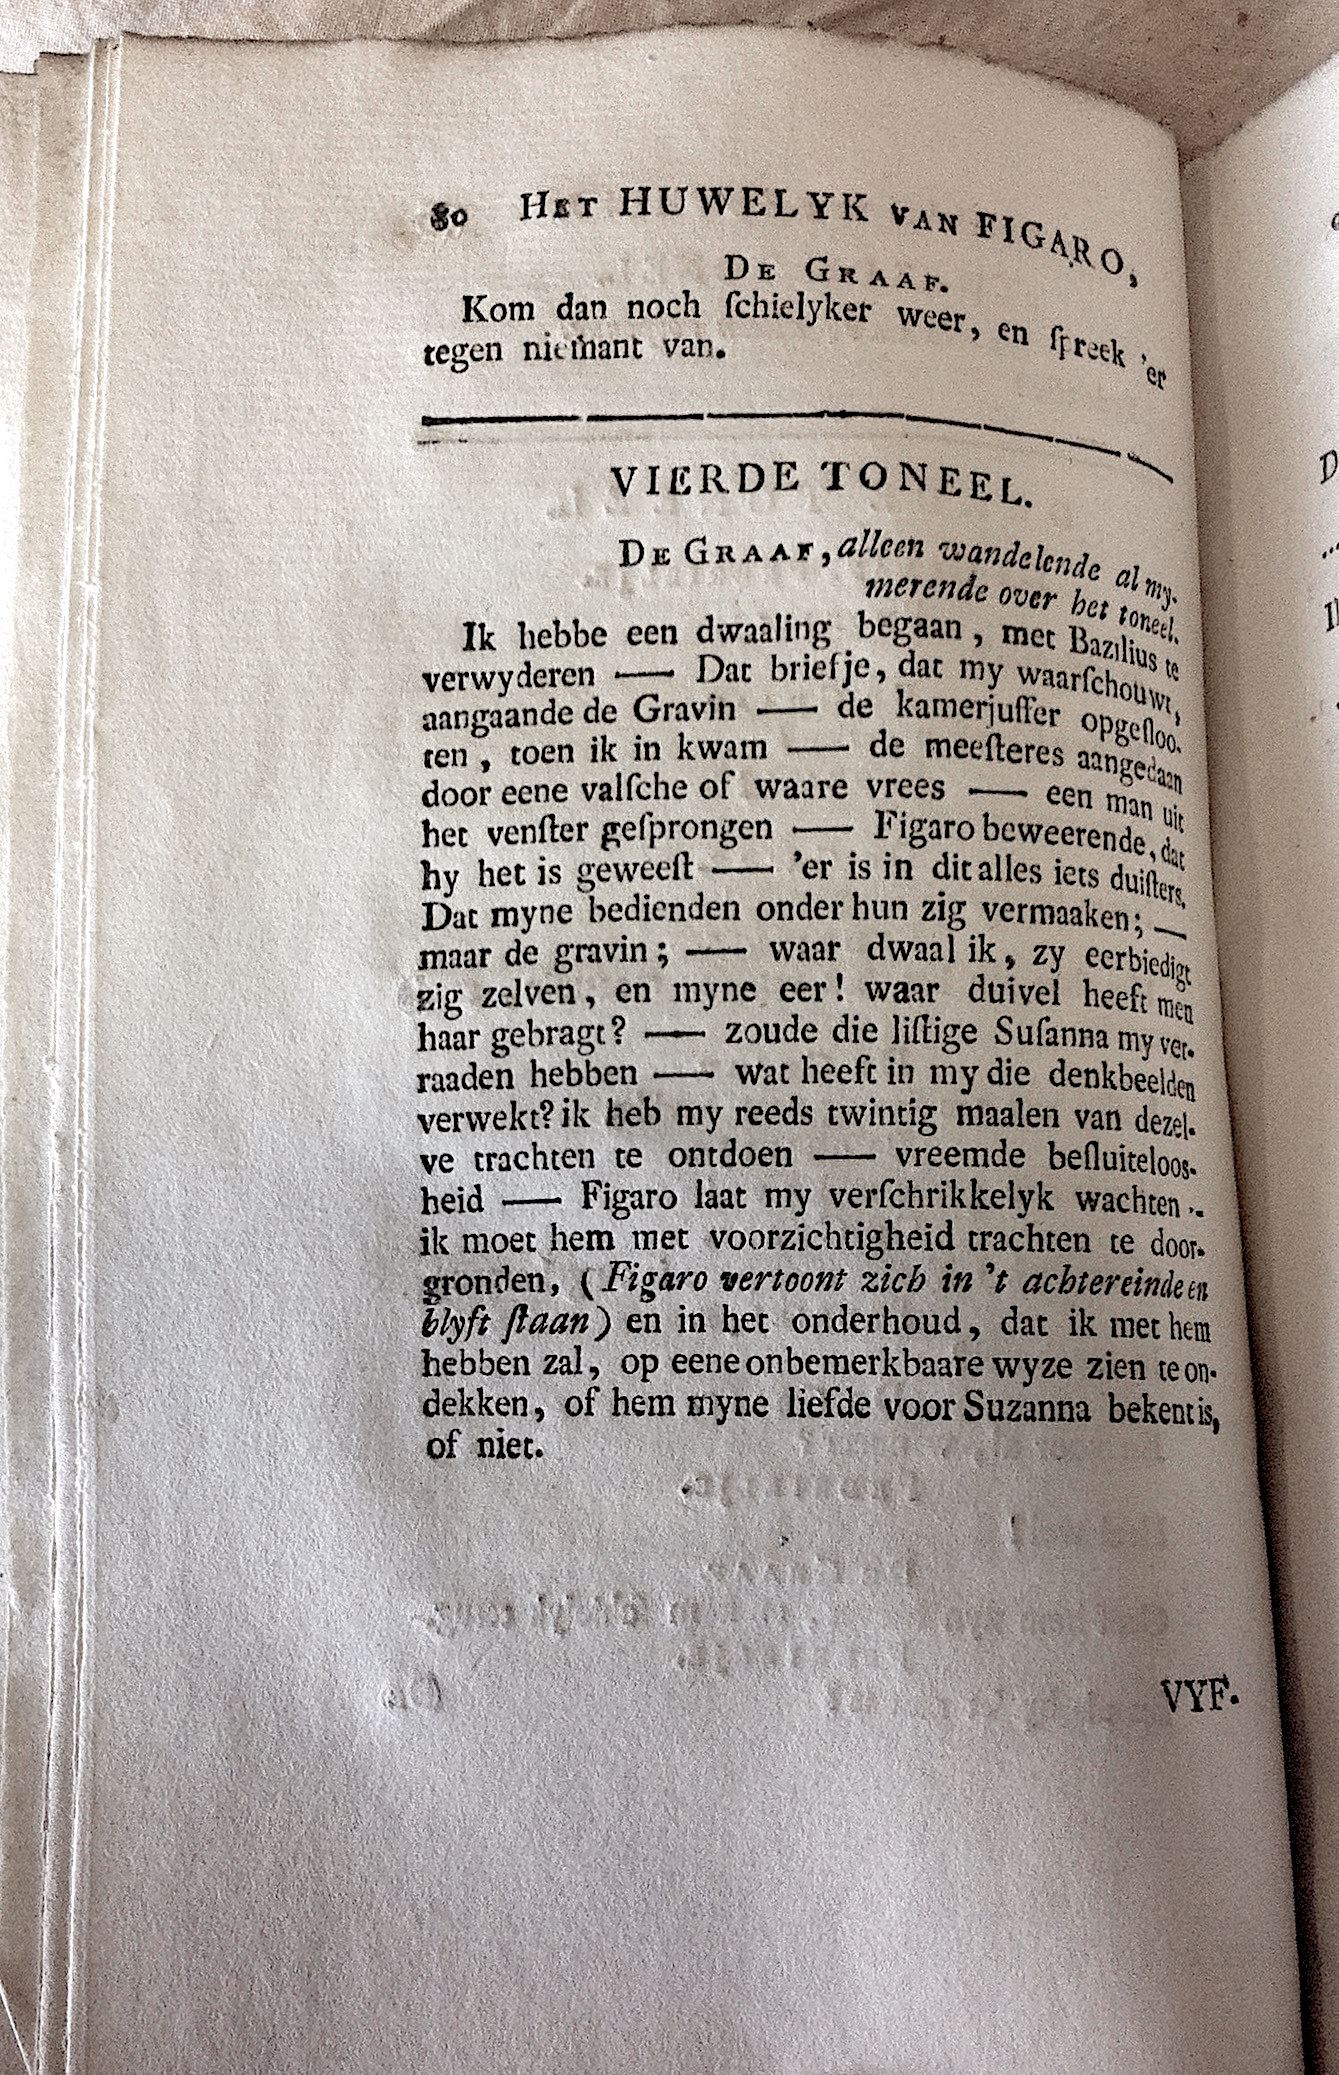 80 HET HUWELYK VAN FIGARO,
DE GRAAF.
Kom dan noch ſchielyker weer, en ſpreek 'er
tegen niemant van.
VIERDE TONEEL.
DE GRAAF, alleen wandelende al my-
merende over het toneel.
Ik hebbe een dwaaling begaan, met Bazilius te
verwyderen —— Dat briefje, dat my waarſchouwt,
aangaande de Gravin —— de kamerjuffer opgeſloo-
ten, toen ik in kwam —— de meeſteres aangedaan
door eene valſche of waare vrees —— een man uit
het venſter geſprongen —— Figaro beweerende, dat
hy het is geweeſt —— 'er is in dit alles iets duiſters.
Dat myne bedienden onder hun zig vermaaken; —
maar de gravin; —— waar dwaal ik, zy eerbiedigt
zig zelven, en myne eer! waar duivel heeft men
haar gebragt? —— zoude die liſtige Suſanna my ver-
raaden hebben —— wat heeft in my die denkbeelden
verwekt? ik heb my reeds twintig maalen van dezel-
ve trachten te ontdoen —— vreemde beſluiteloos-
heid —— Figaro laat my verſchrikkelyk wachten ..
ik moet hem met voorzichtigheid trachten te door-
gronden, (Figaro vertoont zich in 't achtereinde en
blyft ſtaan) en in het onderhoud, dat ik met hem
hebben zal, op eene onbemerkbaare wyze zien te on-
dekken, of hem myne liefde voor Suzanna bekent is,
of niet.
VYF-